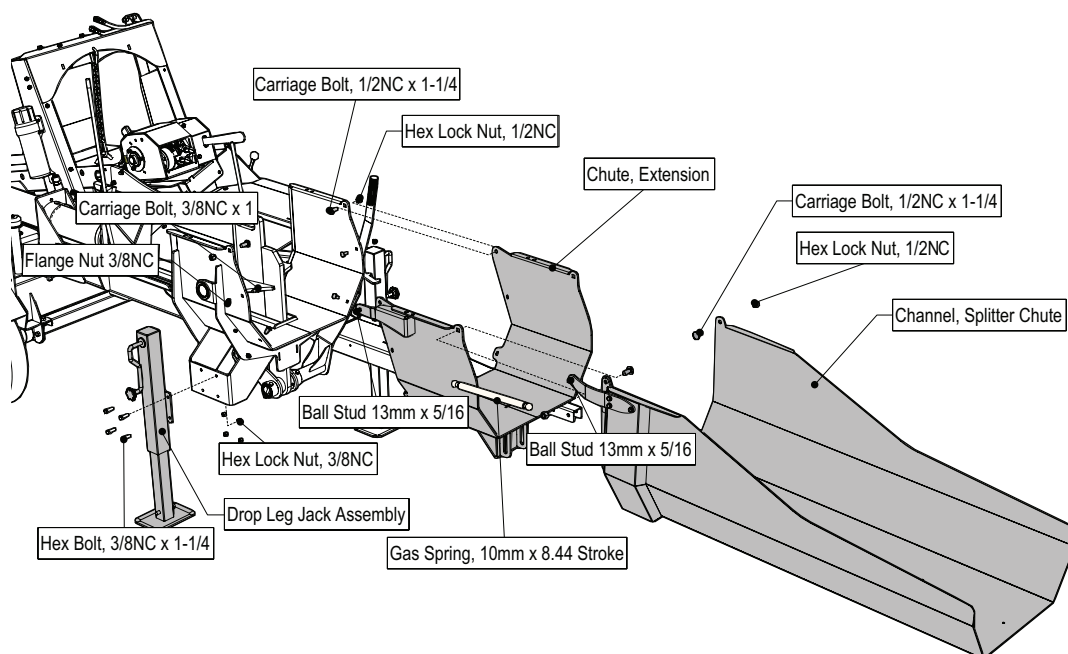 Carriage Bolt, 1/2NC x 1-1/4
Hex Lock Nut, 1/2NC
Chute, Extension
Carriage Bolt, 1/2NC x 1-1/4
Carriage Bolt, 3/8NC x 1
Hex Lock Nut, 1/2NC
Flange Nut 3/8NC
Channel, Splitter Chute
Ball Stud 13mm x 5/16
Ball Stud 13mm x 5/16
Hex Lock Nut, 3/8NC
Drop Leg Jack Assembly
Hex Bolt, 3/8NC x 1-1/4
Gas Spring, 10mm x 8.44 Stroke